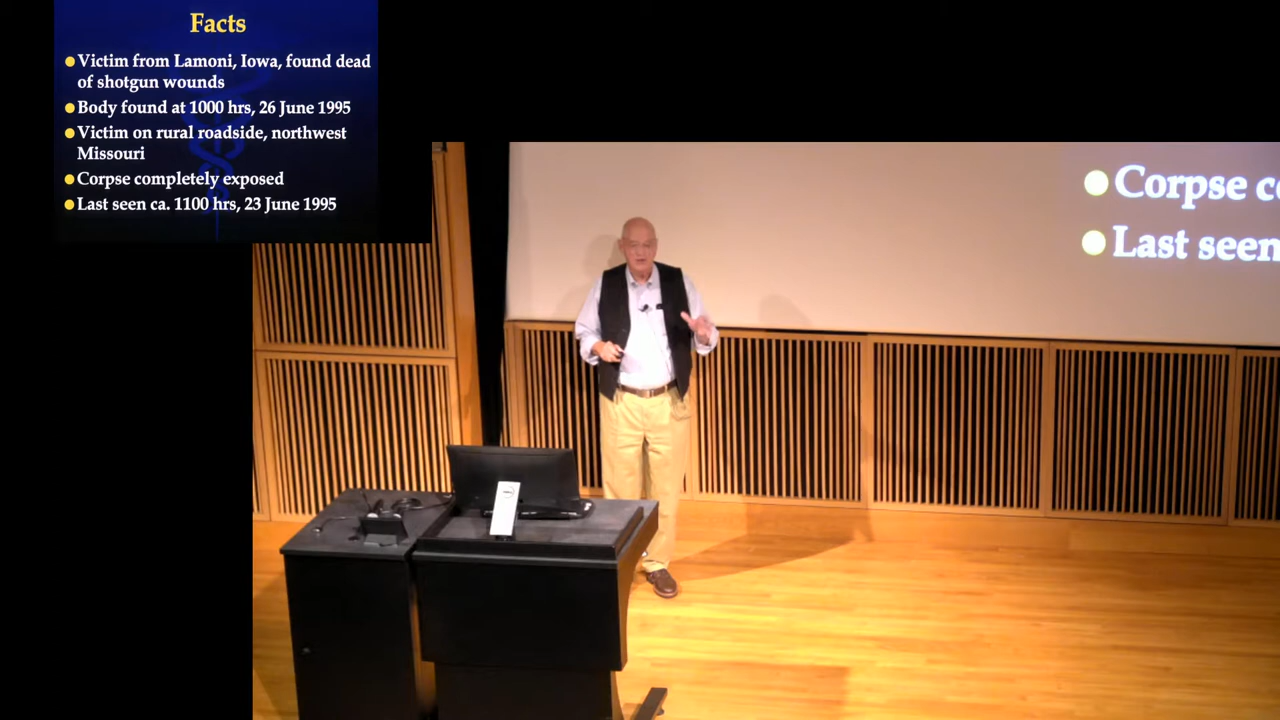 Facts
Victim from Lamoni, Iowa, found dead
of shotgun wounds
Body found at 1000 hrs, 26 June 1995
Victim on rural roadside, northwest
Missouri
Corpse completely exposed
Last seen ca. 1100 hrs, 23 June 1995
Corpse c
Last seen